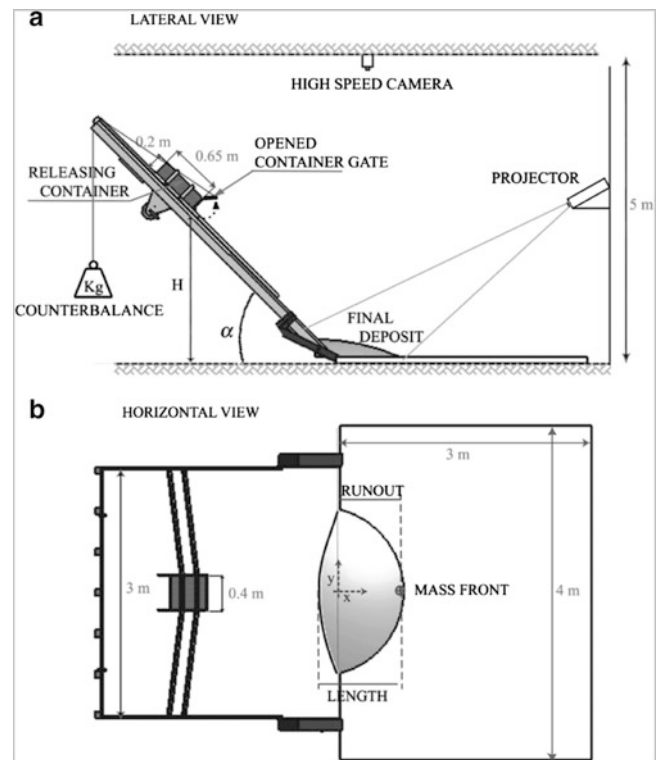 a
LATERAL VIEW
HIGH SPEED CAMERA
0.2 m
0.65 m
OPENED
CONTAINER GATE
RELEASING
CONTAINER
PROJECTOR
5 m
Kg
COUNTERBALANCE
H
α
FINAL
DEPOSIT
b
HORIZONTAL VIEW
3 m
RUNOUT
3 m
0.4 m
y
x
MASS FRONT
4 m
LENGTH